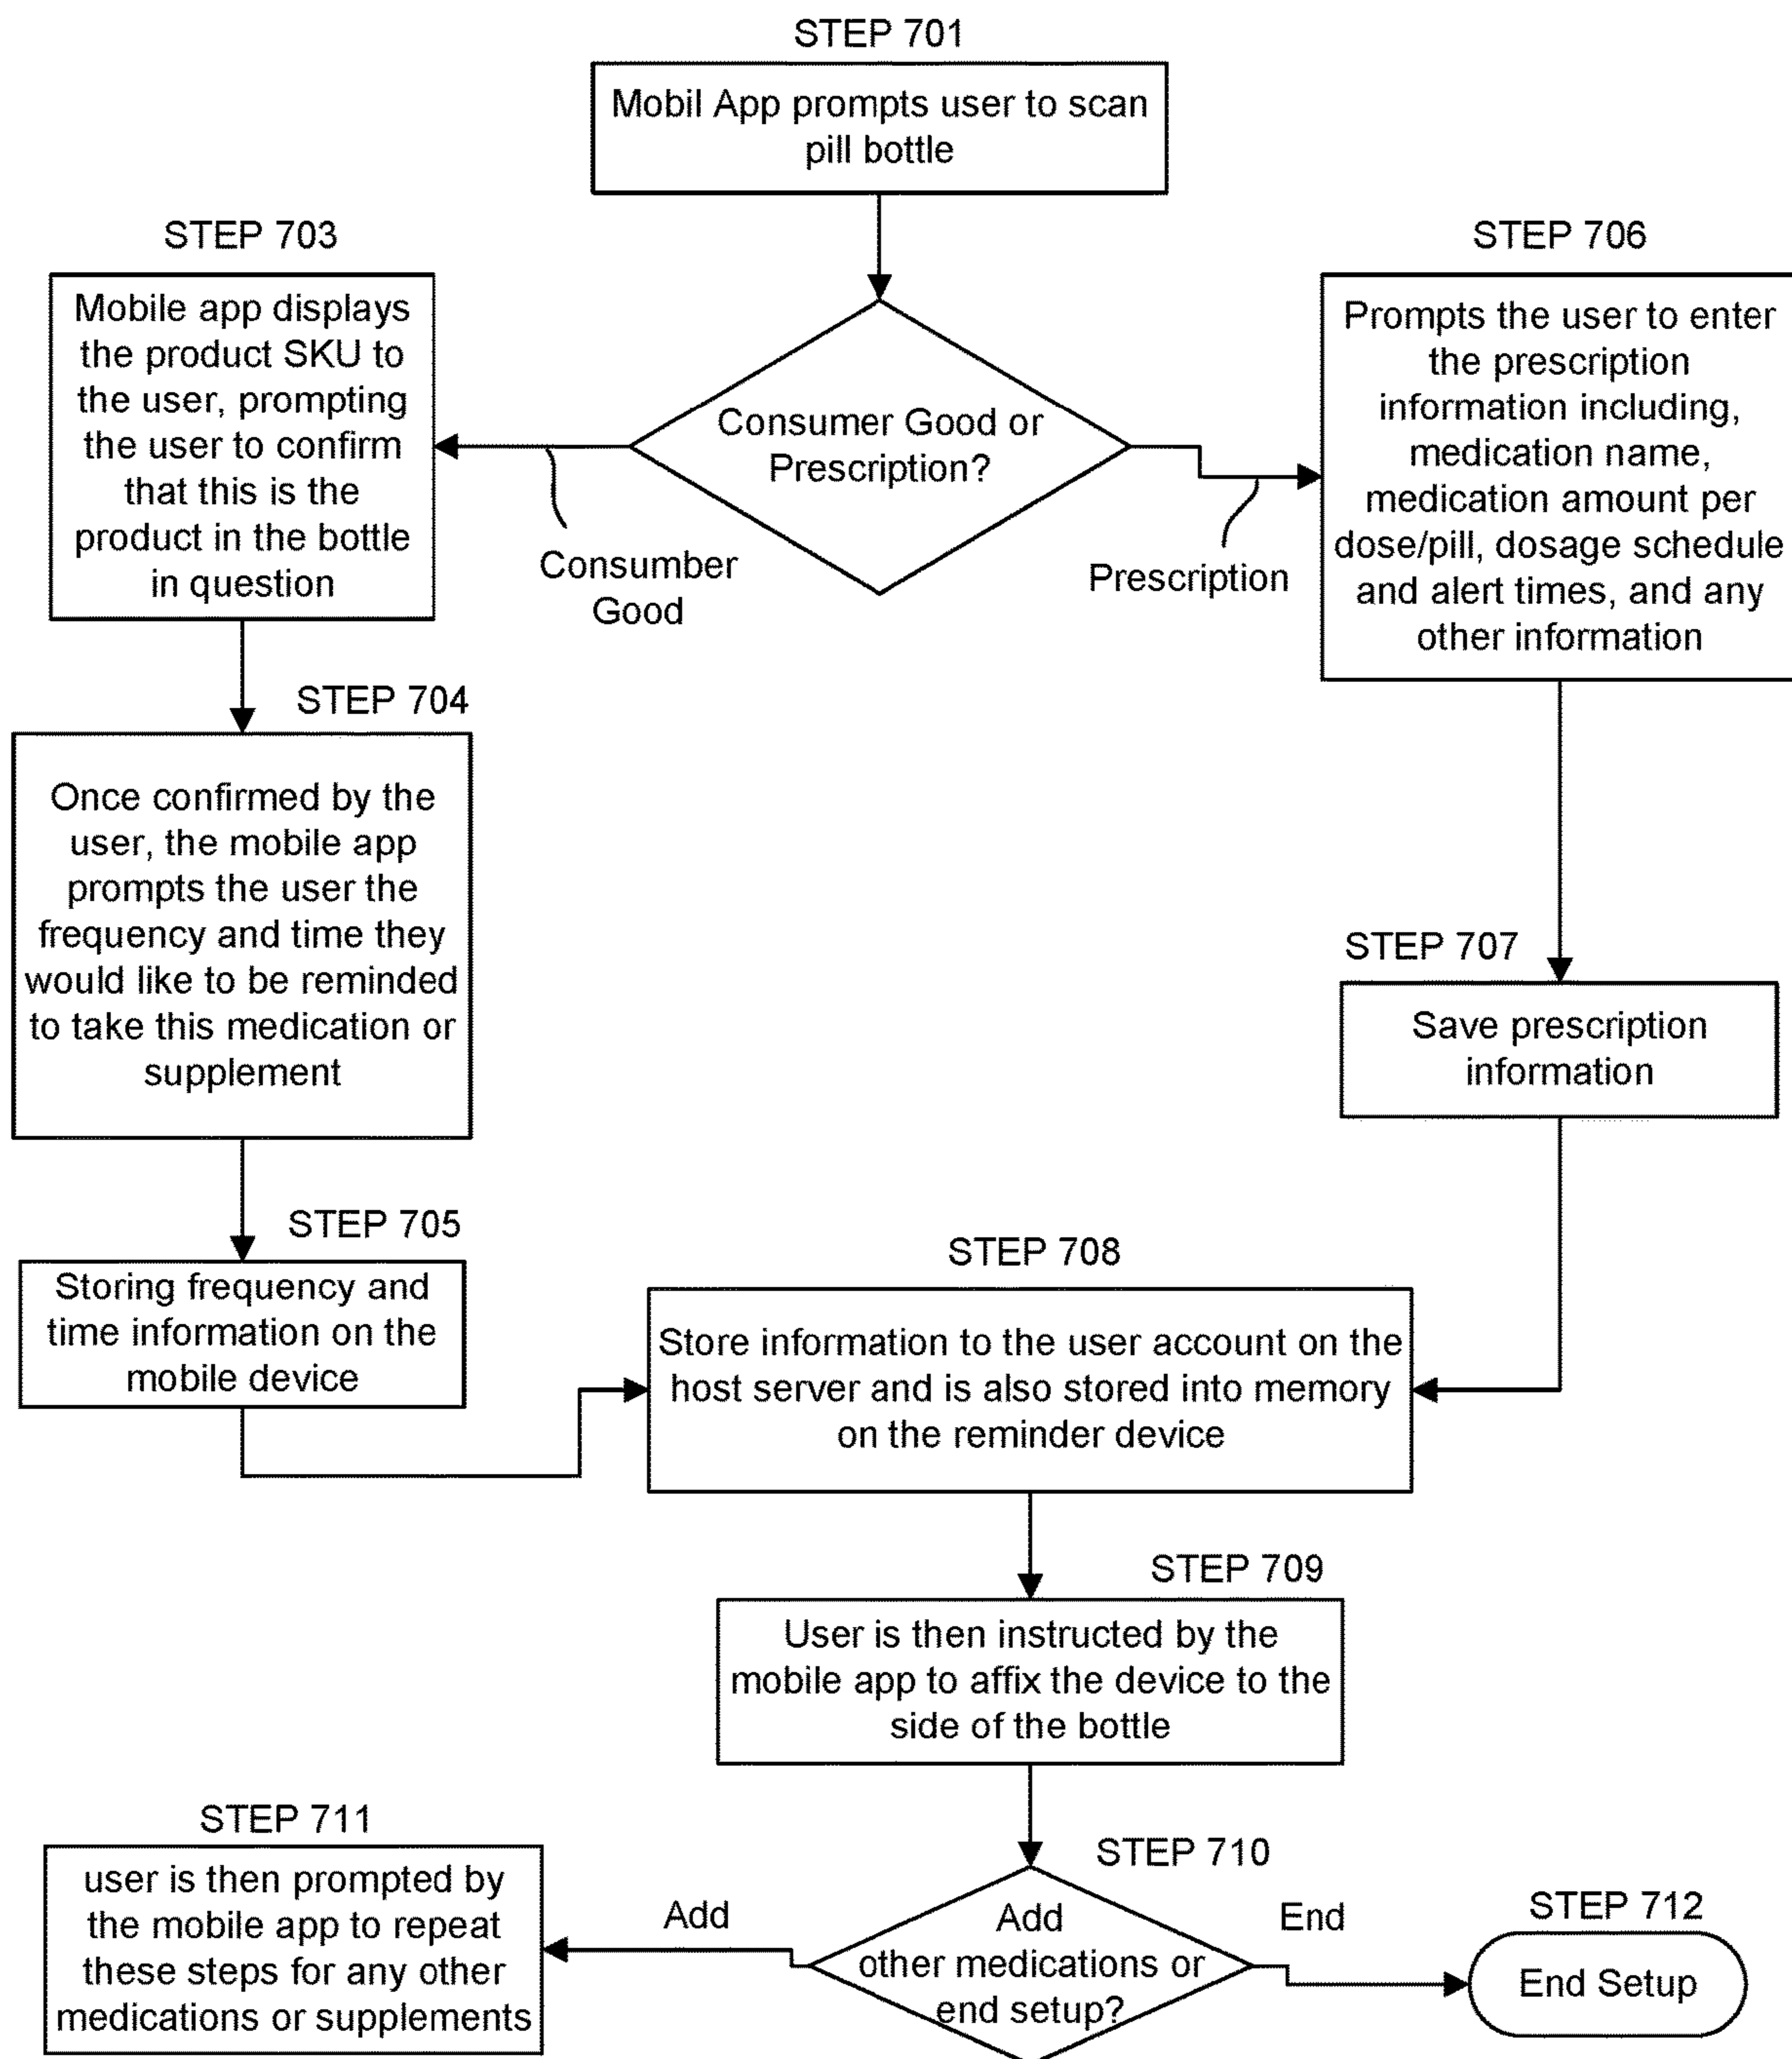 STEP 701
Mobil App prompts user to scan
pill bottle
STEP 703
Mobile app displays
the product SKU to
the user, prompting
the user to confirm
that this is the
product in the bottle
in question
Consumer Good or
Prescription?
Consumber
Good
Prescription
STEP 706
Prompts the user to enter
the prescription
information including,
medication name,
medication amount per
dose/pill, dosage schedule
and alert times, and any
other information
STEP 704
Once confirmed by the
user, the mobile app
prompts the user the
frequency and time they
would like to be reminded
to take this medication or
supplement
STEP 707
Save prescription
information
STEP 705
Storing frequency and
time information on the
mobile device
STEP 708
Store information to the user account on the
host server and is also stored into memory
on the reminder device
STEP 709
User is then instructed by the
mobile app to affix the device to the
side of the bottle
STEP 710
Add
other medications or
end setup?
Add
End
STEP 711
user is then prompted by
the mobile app to repeat
these steps for any other
medications or supplements
STEP 712
End Setup